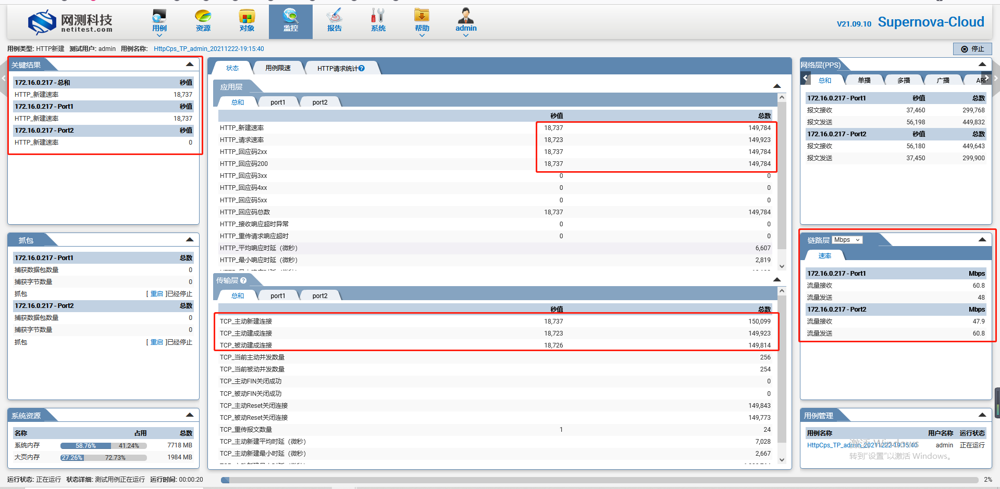 网测科技
netitest.com
用例
资源
对象
监控
报告
系统
帮助
admin
V21.09.10 Supernova-Cloud
用例类型: HTTP新建 测试用户: admin 用例名称: HttpCps_TP_admin_20211222-19:15:40
停止
关键结果
172.16.0.217 - 总和 秒值
HTTP_新建速率 18,737
172.16.0.217 - Port1 秒值
HTTP_新建速率 18,737
172.16.0.217 - Port2 秒值
HTTP_新建速率 0
抓包
172.16.0.217 - Port1 总数
捕获数据包数量 0
捕获字节数量 0
抓包 [ 重启 ]已经停止
172.16.0.217 - Port2 总数
捕获数据包数量 0
捕获字节数量 0
抓包 [ 重启 ]已经停止
系统资源
名称 占用 总数
系统内存 58.76% 41.24% 7718 MB
大页内存 27.26% 72.73% 1984 MB
状态 用例限速 HTTP请求统计
应用层
总和 port1 port2
秒值 总数
HTTP_新建速率 18,737 149,784
HTTP_请求速率 18,723 149,923
HTTP_回应码2xx 18,737 149,784
HTTP_回应码200 18,737 149,784
HTTP_回应码3xx 0 0
HTTP_回应码4xx 0 0
HTTP_回应码5xx 0 0
HTTP_回应码总数 18,737 149,784
HTTP_接收响应超时异常 0 0
HTTP_重传请求响应超时 0 0
HTTP_平均响应时延（微秒） 6,607
HTTP_最小响应时延（微秒） 2,819
传输层
总和 port1 port2
秒值 总数
TCP_主动新建连接 18,737 150,099
TCP_主动建成连接 18,723 149,923
TCP_被动建成连接 18,726 149,814
TCP_当前主动并发数量 256
TCP_当前被动并发数量 254
TCP_主动FIN关闭成功 0
TCP_被动FIN关闭成功 0
TCP_主动Reset关闭连接 149,843
TCP_被动Reset关闭连接 149,773
TCP_重传报文数量 1 24
TCP_主动新建平均时延（微秒） 7,028
TCP_主动新建最小时延（微秒） 2,667
网络层(PPS)
总和 单播 多播 广播
172.16.0.217 - Port1 秒值 总数
报文接收 37,460 299,768
报文发送 56,198 449,832
172.16.0.217 - Port2 秒值 总数
报文接收 56,180 449,643
报文发送 37,450 299,900
链路层 Mbps
速率
172.16.0.217 - Port1 Mbps
流量接收 60.8
流量发送 48
172.16.0.217 - Port2 Mbps
流量接收 47.9
流量发送 60.8
用例管理
用例名称 用户名称 运行状态
HttpCps_TP_admin_20211222-19:15:40 admin 正在运行
激活 Windows
转到"设置"以激活 Windows。
运行状态: 正在运行 状态详细: 测试用例正在运行 运行时间: 00:00:20
2%